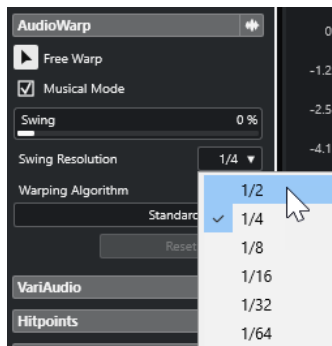 AudioWarp
Free Warp
Musical Mode
Swing 0 %
Swing Resolution 1/4
Warping Algorithm
Standard
Reset
VariAudio
Hitpoints
0
-1.2
-2.5
-4.1
1/2
1/4
1/8
1/16
1/32
1/64